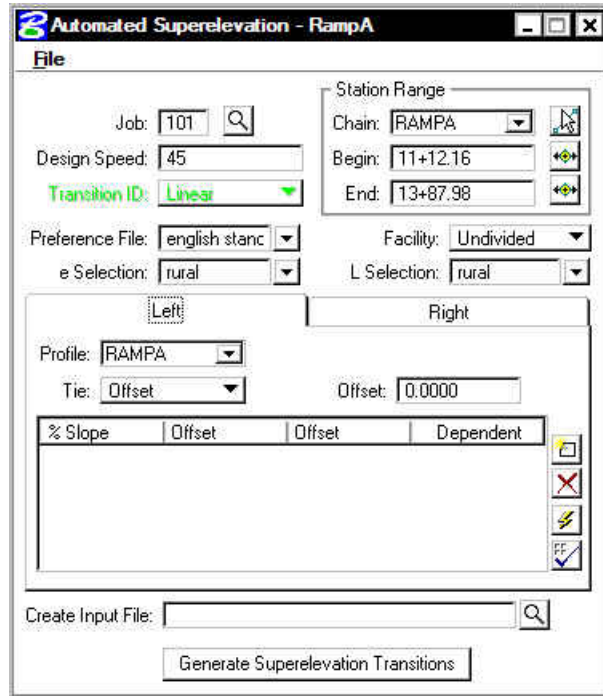 Automated Superelevation - RampA
File
Station Range
Job: 101
Chain: RAMPA
Design Speed: 45
Begin: 11+12.16
Transition ID: Linear
End: 13+87.98
Preference File: english stanc
Facility: Undivided
e Selection: rural
L Selection: rural
Left
Right
Profile: RAMPA
Tie: Offset
Offset: 0.0000
% Slope Offset Offset Dependent
FF
Create Input File:
Generate Superelevation Transitions